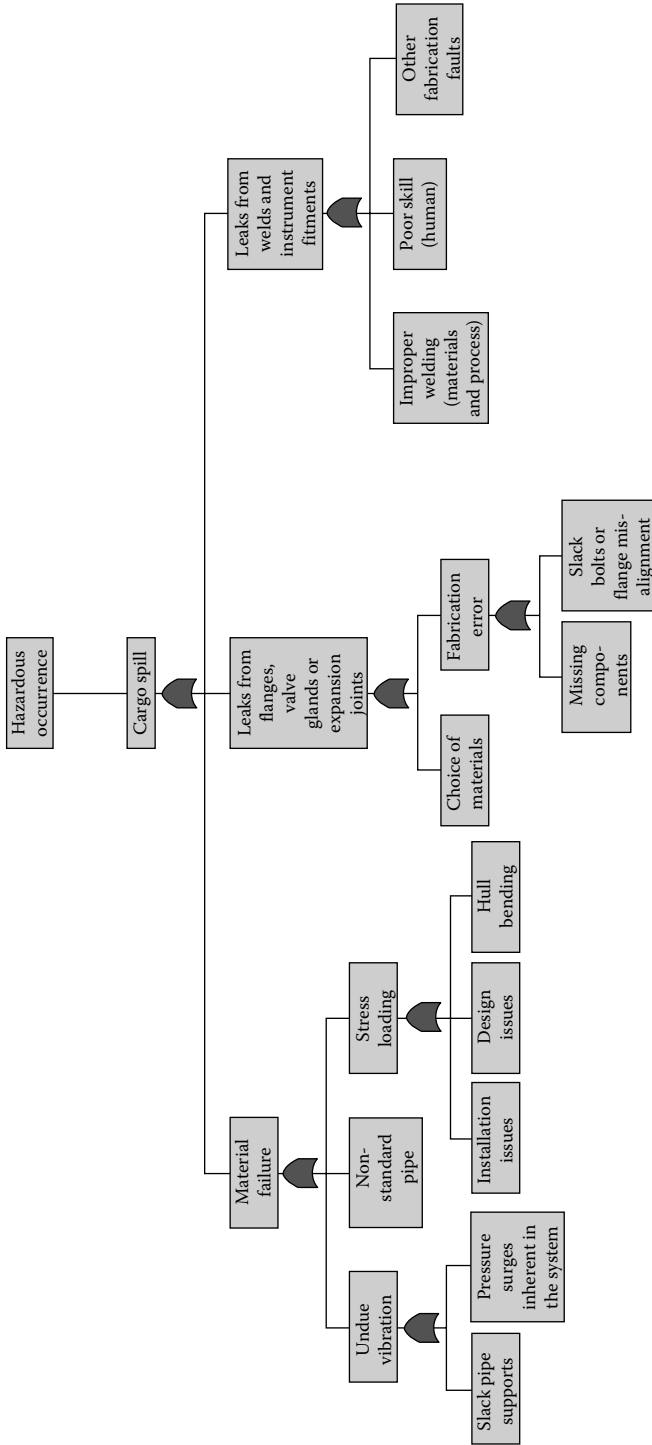 Hazardous
occurrence
Cargo spill
Material
failure
Leaks from
flanges,
valve
glands or
expansion
joints
Leaks from
welds and
instrument
fitments
Undue
vibration
Non-
standard
pipe
Stress
loading
Choice of
materials
Fabrication
error
Improper
welding
(materials
and process)
Poor skill
(human)
Other
fabrication
faults
Slack pipe
supports
Pressure
surges
inherent in
the system
Installation
issues
Design
issues
Hull
bending
Missing
compo-
nents
Slack
bolts or
flange mis-
alignment